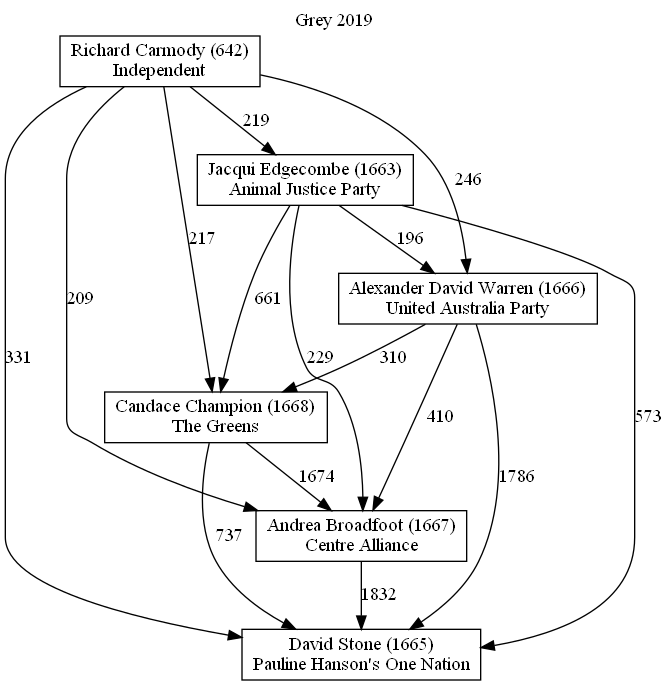 Grey 2019
Richard Carmody (642)
Independent
219
Jacqui Edgecombe (1663)
Animal Justice Party
246
217
196
Alexander David Warren (1666)
United Australia Party
209
661
331
229
310
410
573
Candace Champion (1668)
The Greens
1674
1786
737
Andrea Broadfoot (1667)
Centre Alliance
1832
David Stone (1665)
Pauline Hanson's One Nation